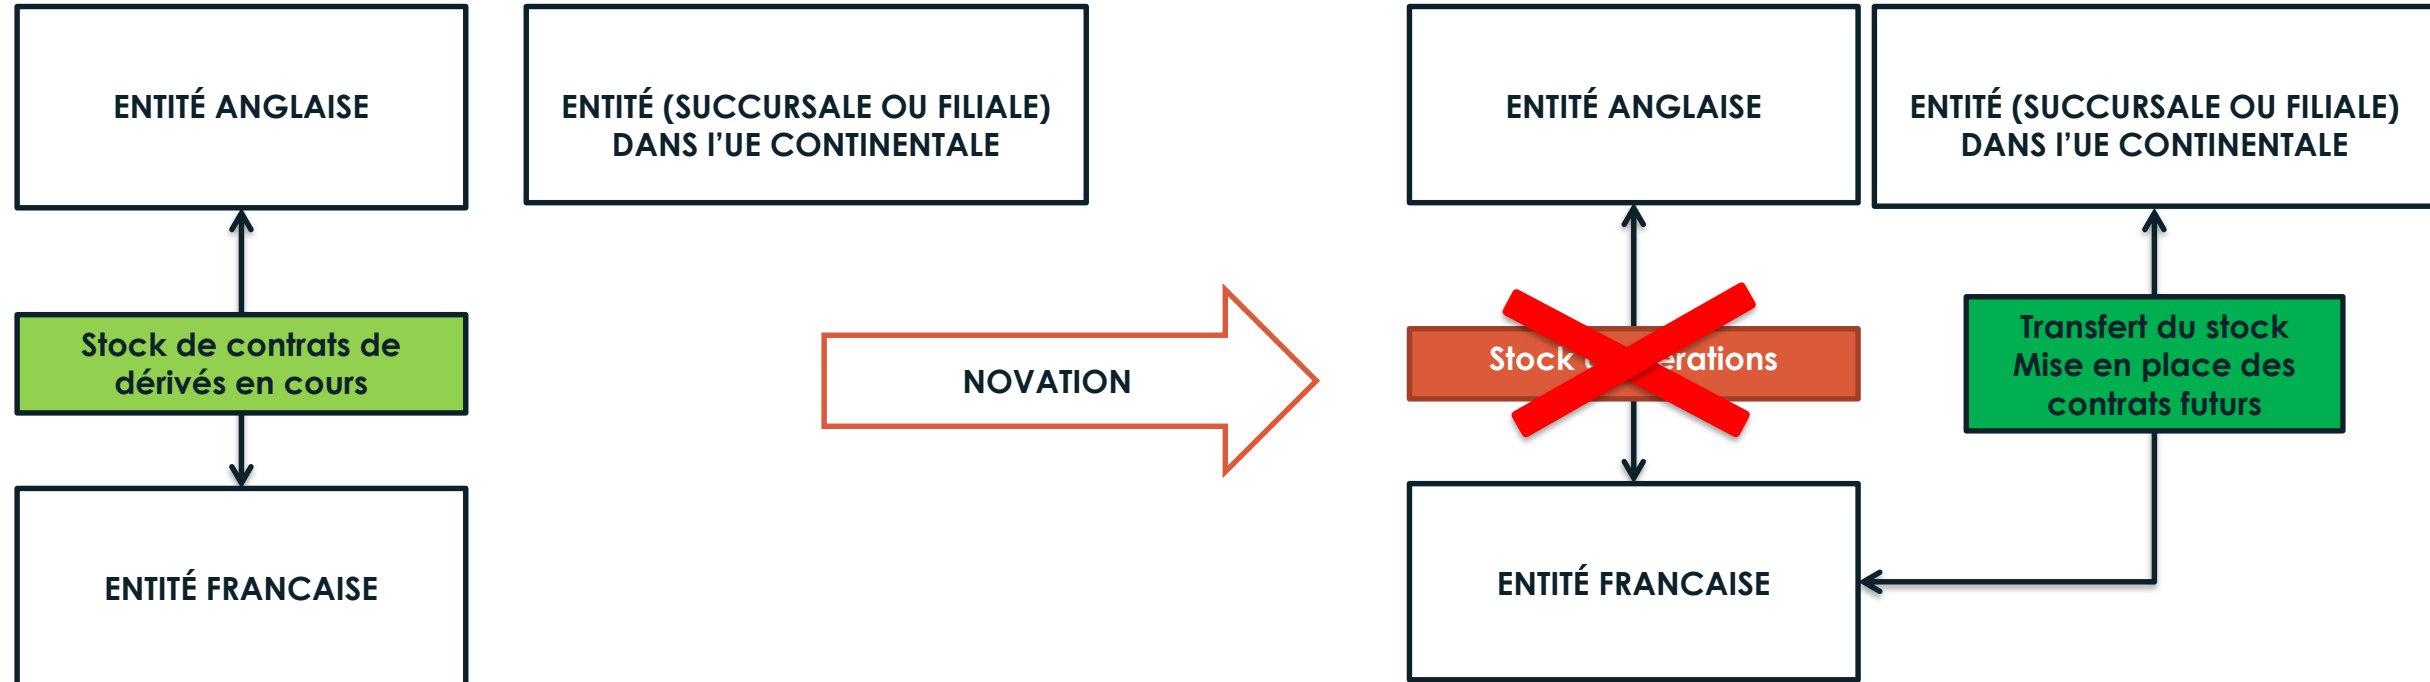 ENTITÉ ANGLAISE
ENTITÉ (SUCCURSALE OU FILIALE)
DANS l'UE CONTINENTALE
Stock de contrats de
dérivés en cours
ENTITÉ FRANCAISE
NOVATION
ENTITÉ ANGLAISE
ENTITÉ (SUCCURSALE OU FILIALE)
DANS l'UE CONTINENTALE
Stock
Transfert du stock
Mise en place des
contrats futurs
ENTITÉ FRANCAISE